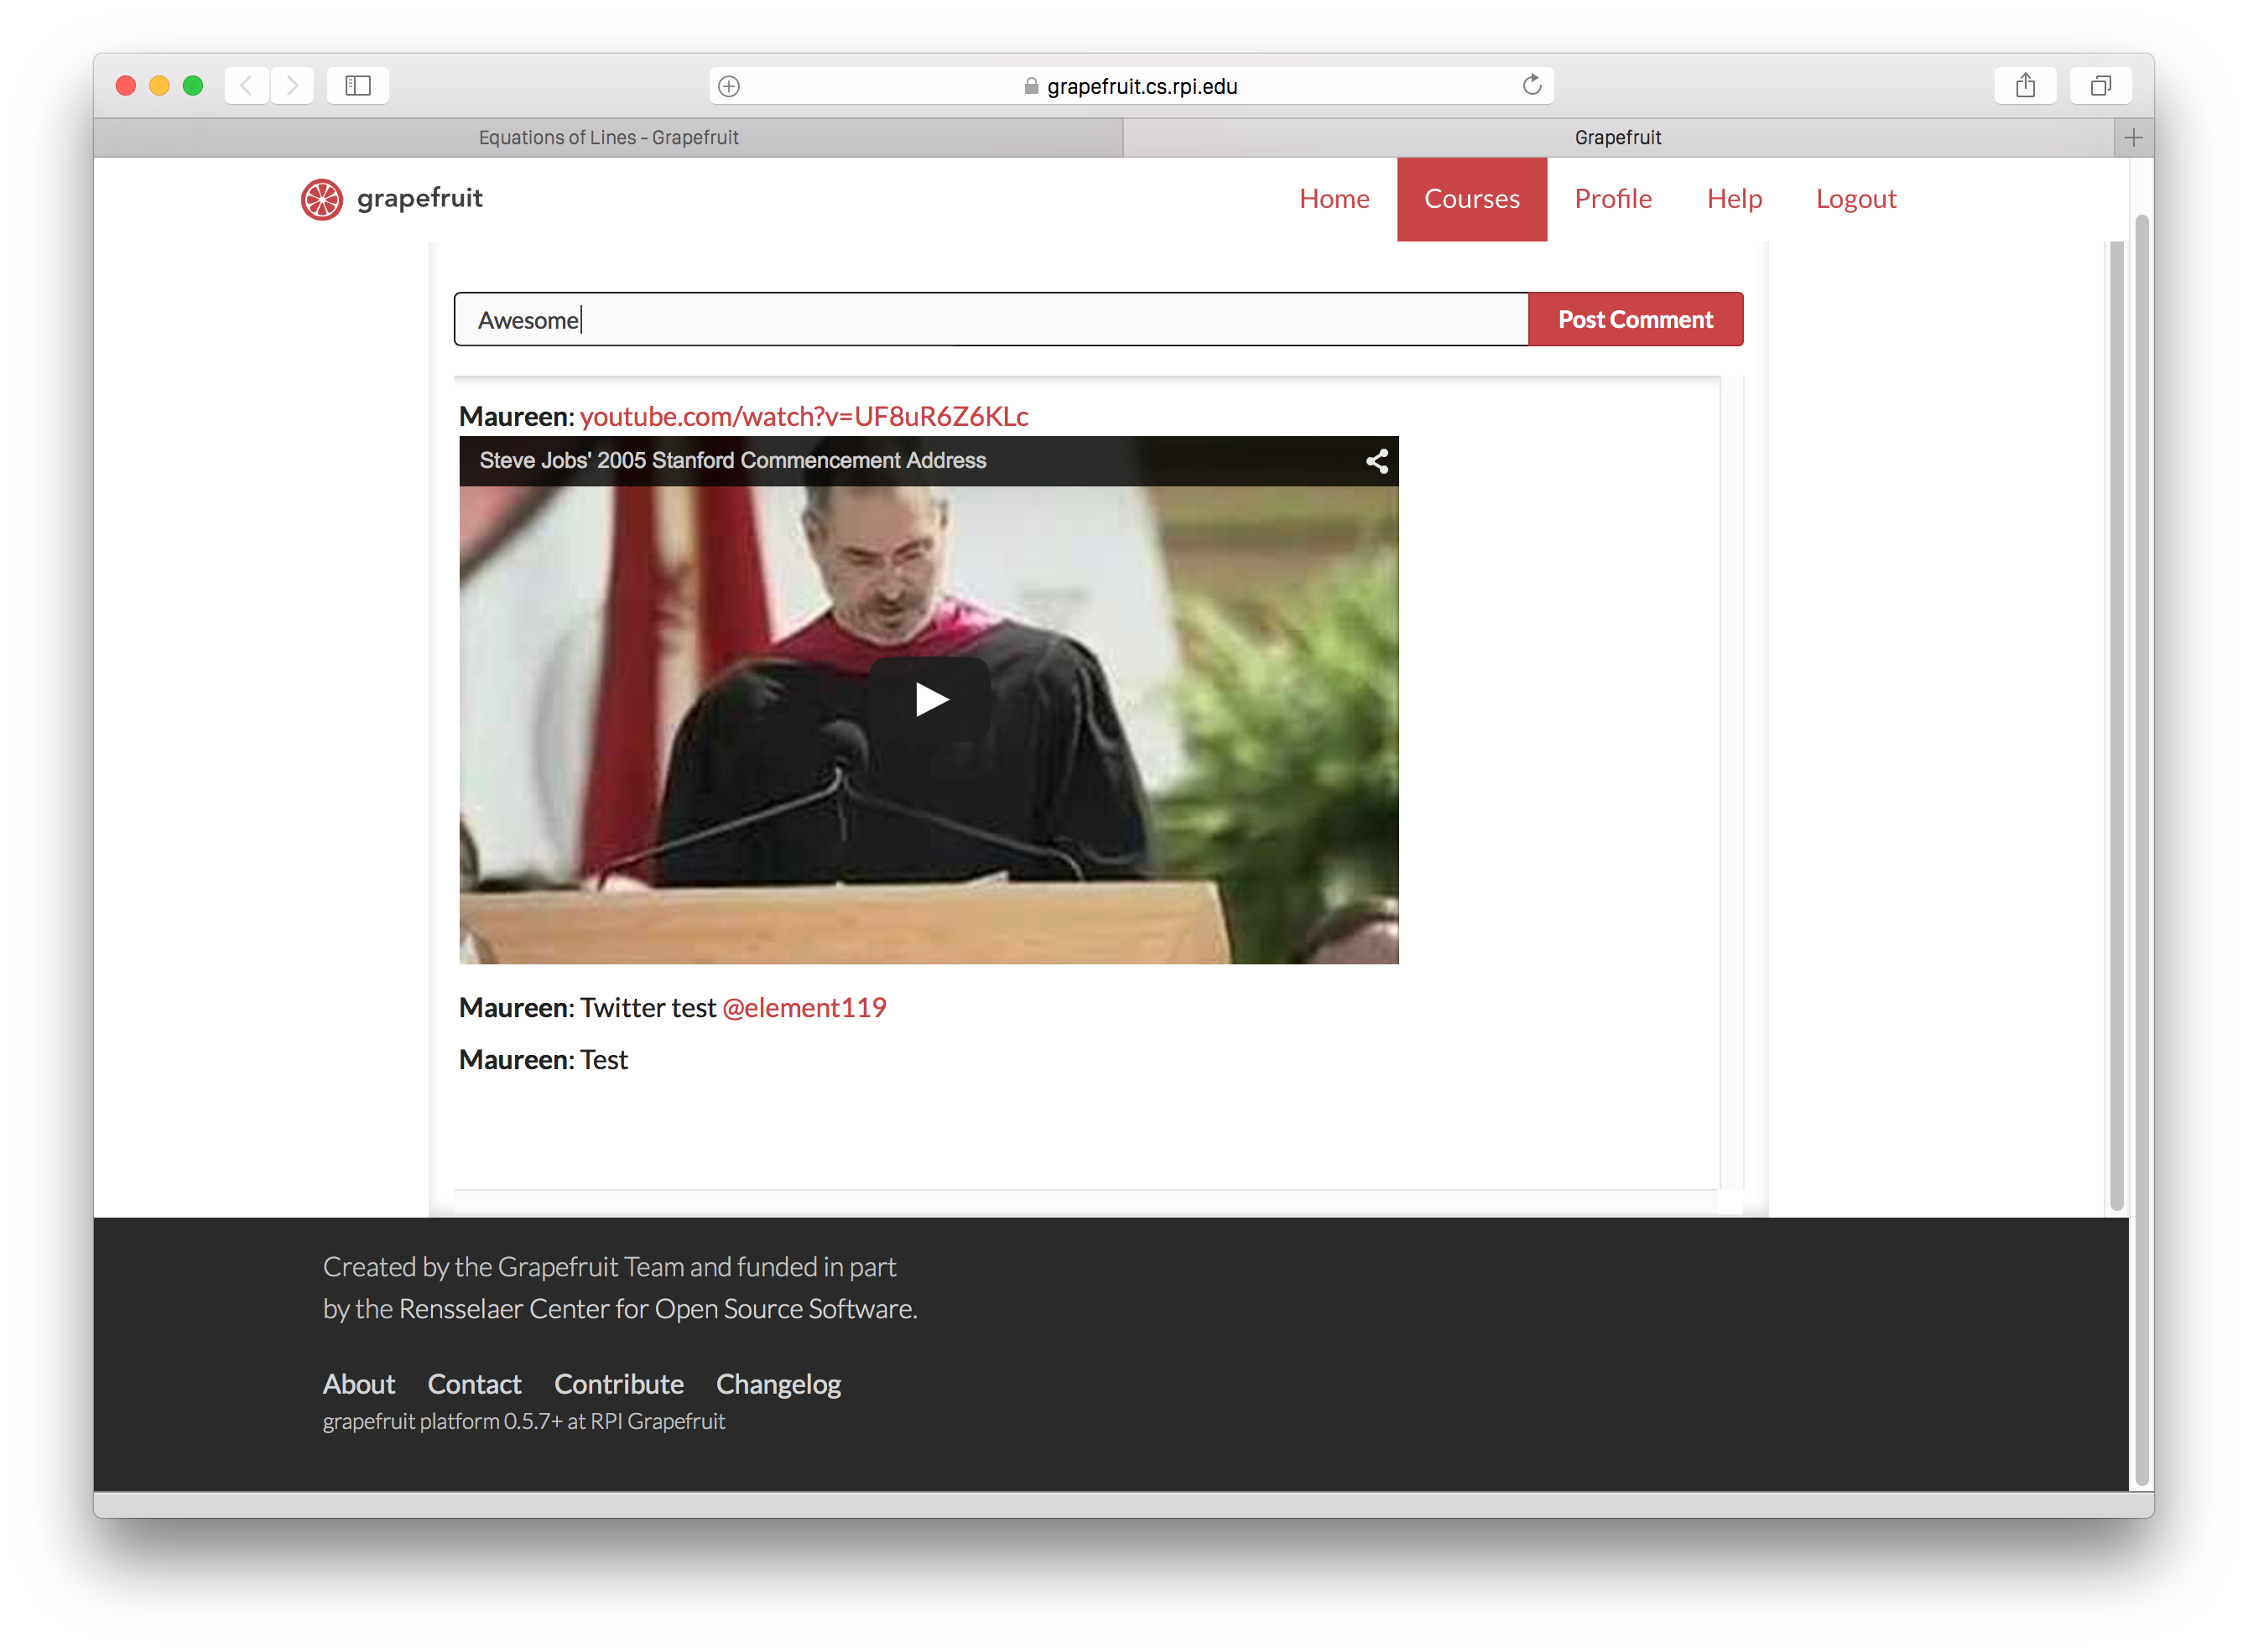 grapefruit.cs.rpi.edu
Equations of Lines - Grapefruit
Grapefruit
grapefruit
Home Courses Profile Help Logout
Awesome
Post Comment
Maureen: youtube.com/watch?v=UF8uR6Z6KLc
Steve Jobs' 2005 Stanford Commencement Address
Maureen: Twitter test @element119
Maureen: Test
Created by the Grapefruit Team and funded in part
by the Rensselaer Center for Open Source Software.
About Contact Contribute Changelog
grapefruit platform 0.5.7+ at RPI Grapefruit